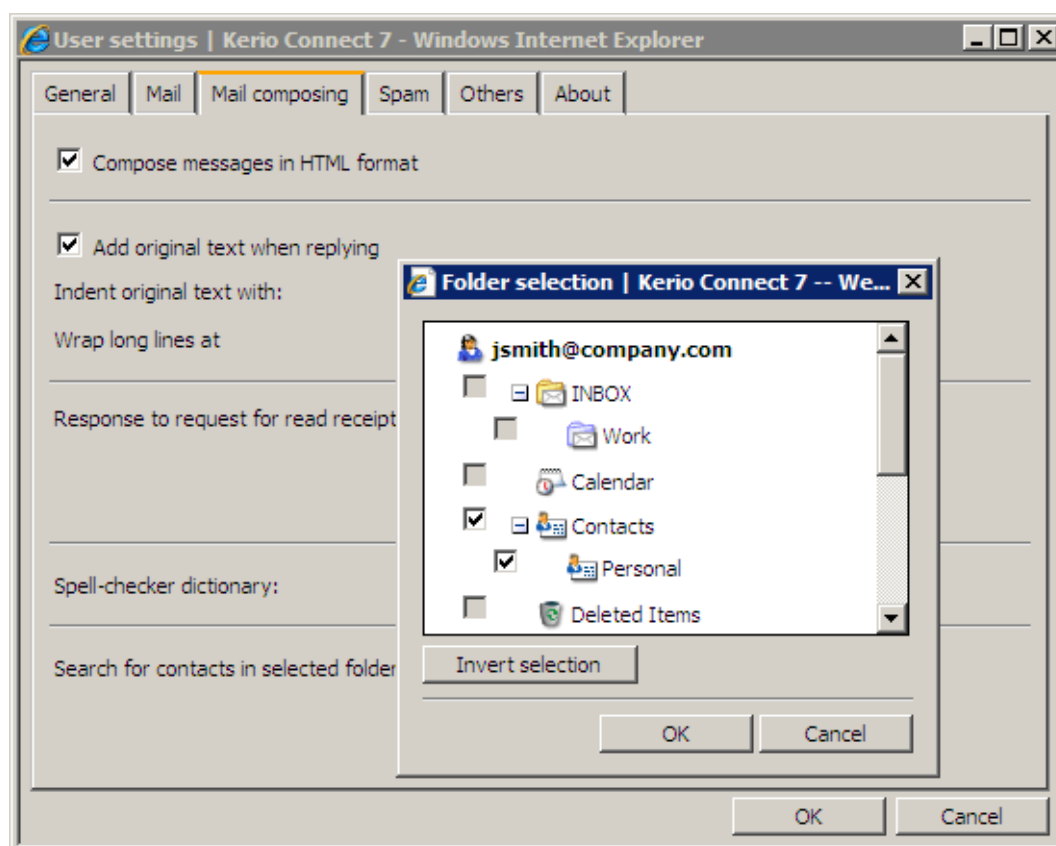 User settings | Kerio Connect 7 - Windows Internet Explorer
General Mail Mail composing Spam Others About
Compose messages in HTML format
Add original text when replying
Indent original text with:
Wrap long lines at
Response to request for read receipt
Spell-checker dictionary:
Search for contacts in selected folder
Folder selection | Kerio Connect 7 -- We...
jsmith@company.com
INBOX
Work
Calendar
Contacts
Personal
Deleted Items
Invert selection
OK Cancel
OK Cancel